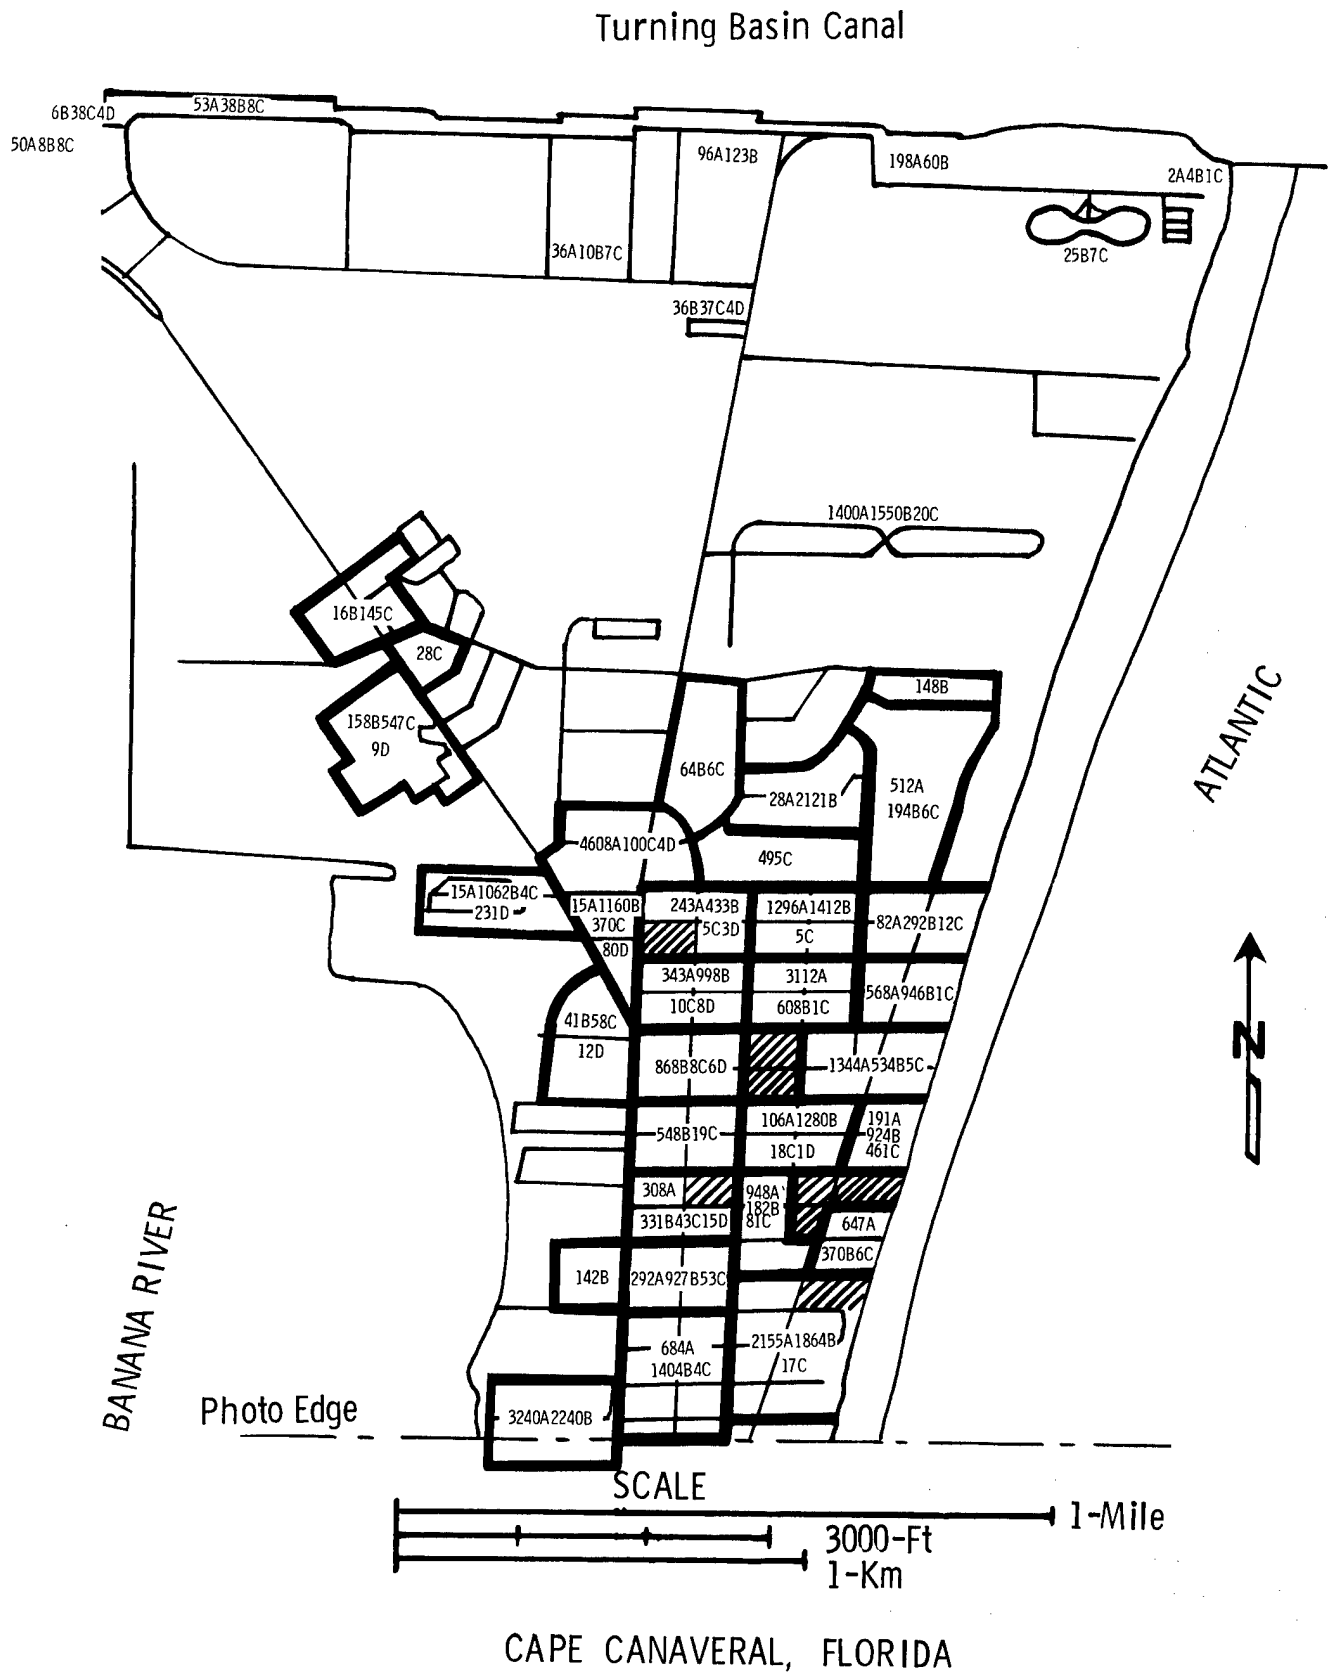 Turning Basin Canal
53A38B8C
6B38C4D
50A8B8C
96A123B
198A60B
2A4B1C
36A10B7C
25B7C
36B37C4D
1400A1550B20C
16B145C
28C
148B
158B547C
9D
64B6C
28A2121B
512A
194B6C
4608A100C4D
495C
15A1062B4C
231D
15A1160B
370C
80D
243A433B
5C3D
1296A1412B
5C
82A292B12C
343A998B
10C8D
3112A
608B1C
568A946B1C
41B58C
12D
868B8C6D
1344A534B5C
548B19C
106A1280B
18C1D
191A
924B
461C
308A
331B43C15D
948A
182B
81C
647A
370B6C
142B
292A927B53C
684A
1404B4C
2155A1864B
17C
3240A2240B
ATLANTIC
N
BANANA RIVER
Photo Edge
SCALE
1-Mile
3000-Ft
1-Km
CAPE CANAVERAL, FLORIDA